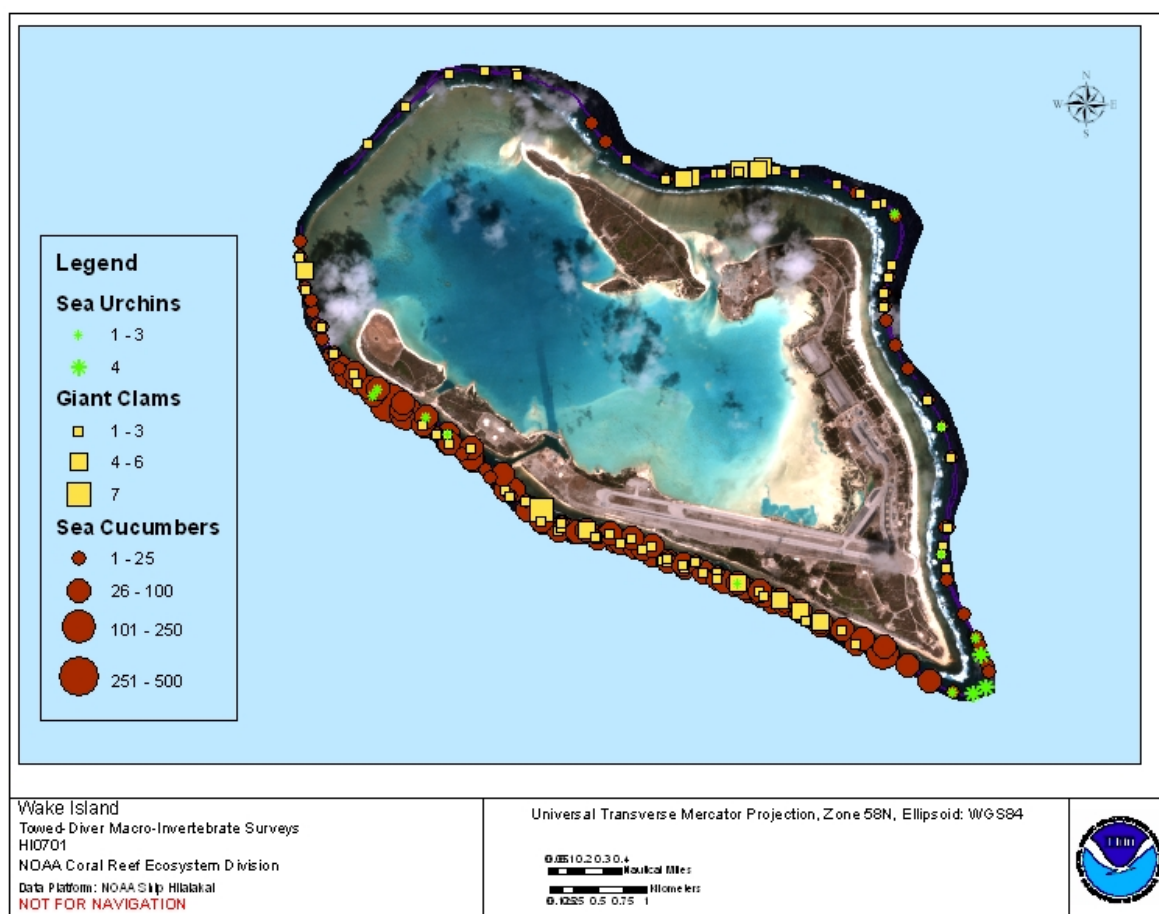 N
W E
S
Legend
Sea Urchins
1 - 3
4
Giant Clams
1 - 3
4 - 6
7
Sea Cucumbers
1 - 25
26 - 100
101 - 250
251 - 500
Wake Island
Towed-Diver Macro-Invertebrate Surveys
HI0701
NOAA Coral Reef Ecosystem Division
Data Platform: NOAA Ship Hiialakai
NOT FOR NAVIGATION
Universal Transverse Mercator Projection, Zone 58N, Ellipsoid: WGS84
Nautical Miles
Kilometers
0.5 0.75 1